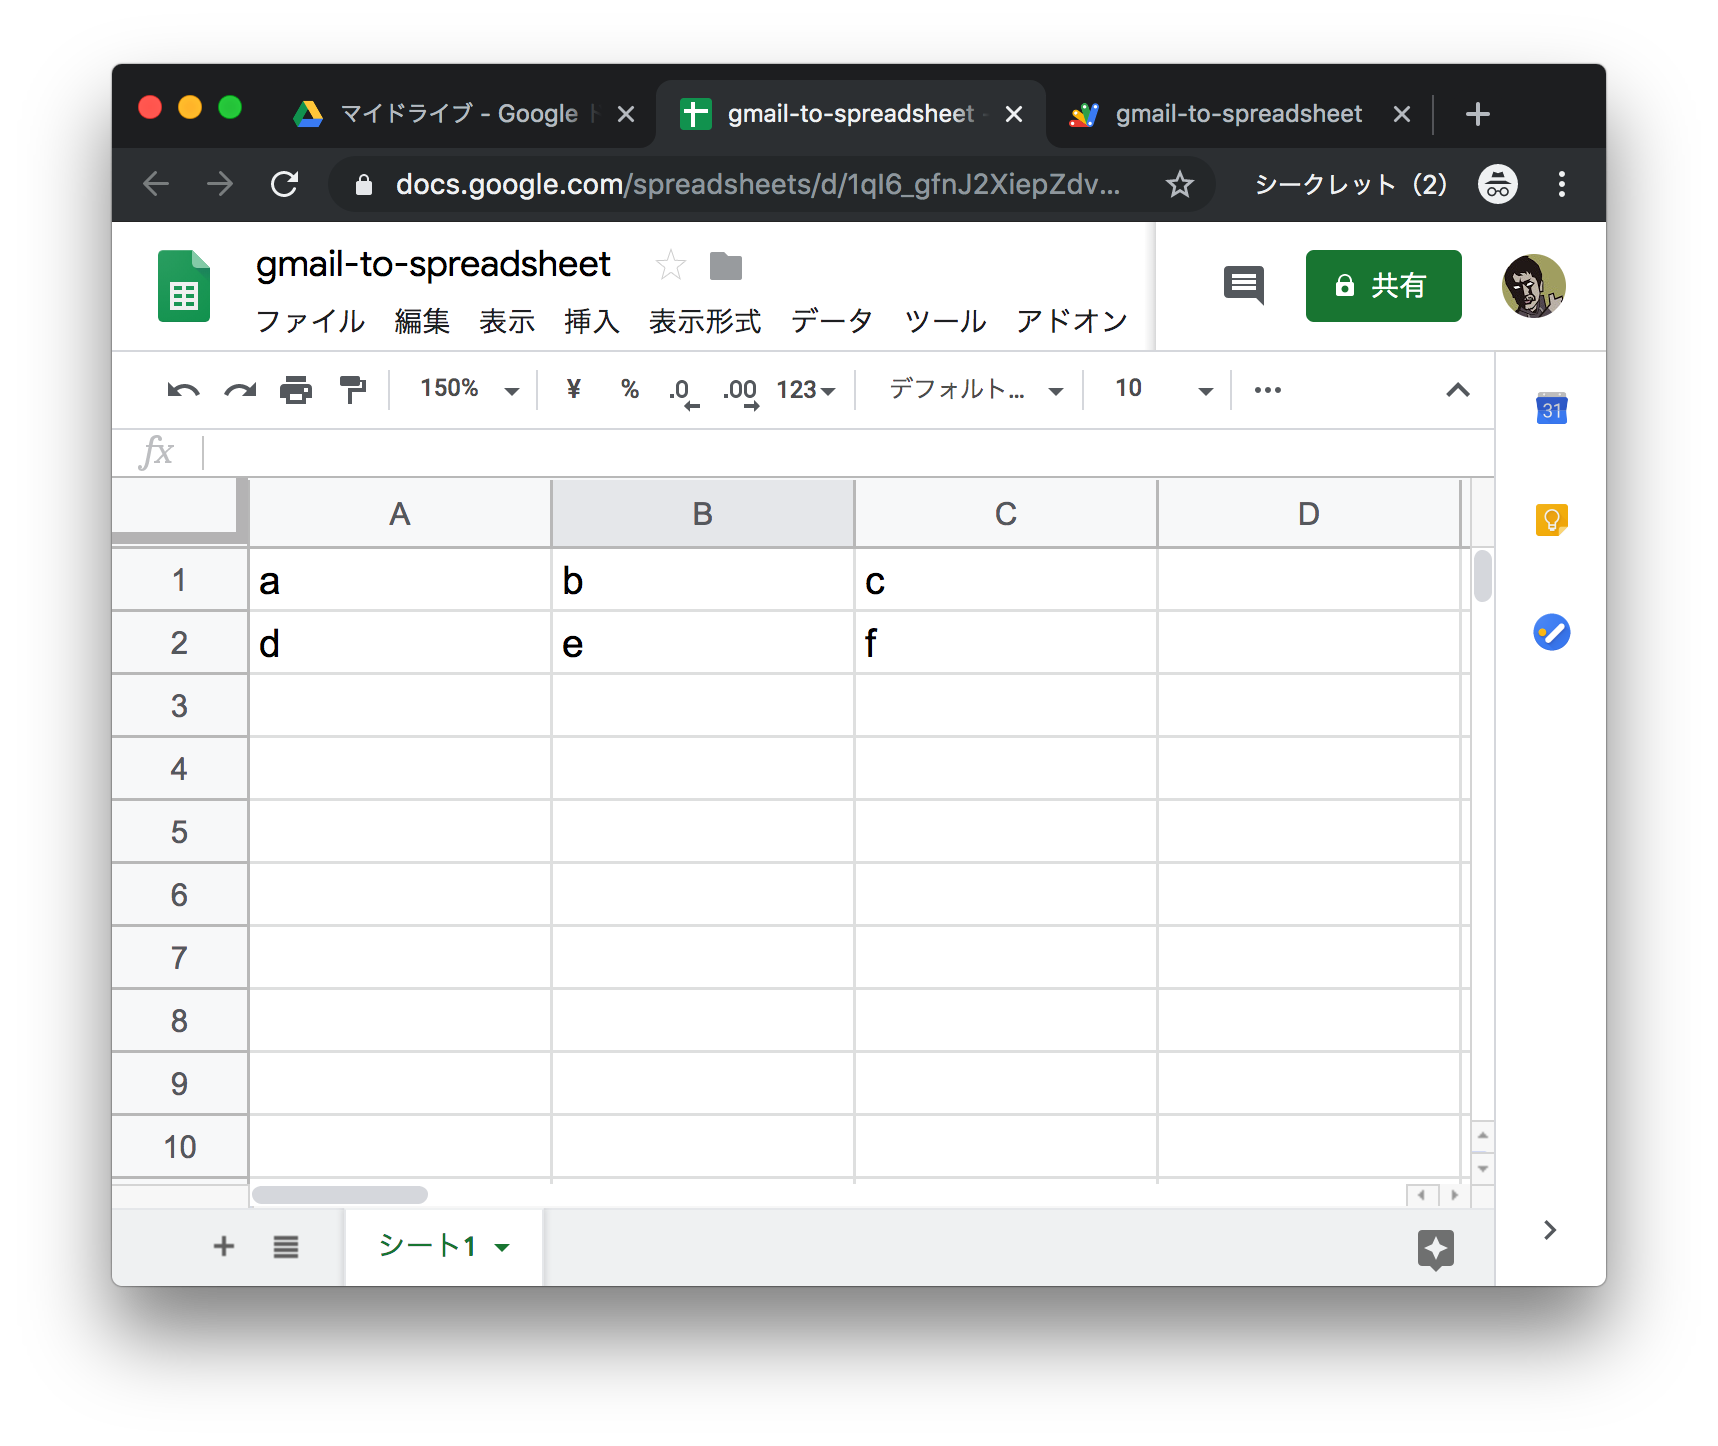 マイドライブ - Google
gmail-to-spreadsheet
gmail-to-spreadsheet
docs.google.com/spreadsheets/d/1qI6_gfnJ2XiepZdv...
シークレット (2)
gmail-to-spreadsheet
ファイル 編集 表示 挿入 表示形式 データ ツール アドオン
共有
150% ¥ % .0 .00 123 デフォルト... 10
31
fx
A B C D
1 a b c
2 d e f
3
4
5
6
7
8
9
10
シート1